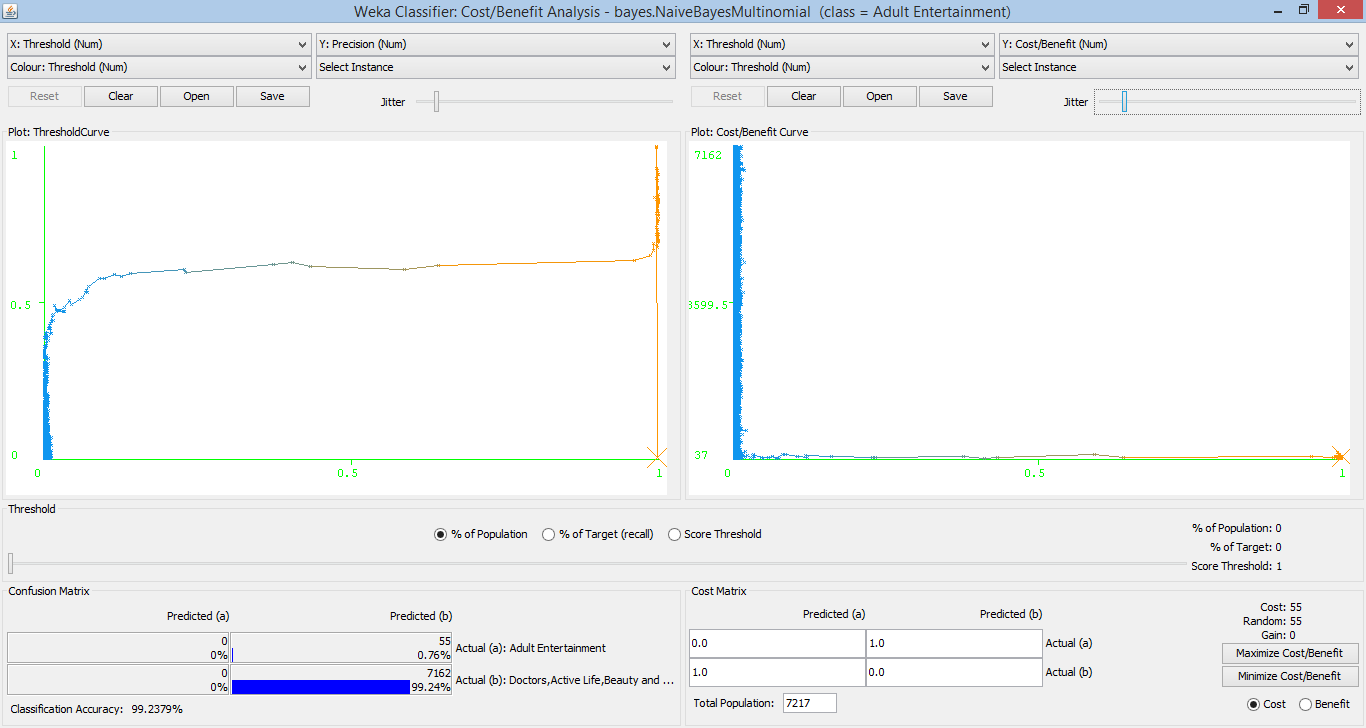 Weka Classifier: Cost/Benefit Analysis - bayes.NaiveBayesMultinomial (class = Adult Entertainment)
X: Threshold (Num)
Y: Precision (Num)
X: Threshold (Num)
Y: Cost/Benefit (Num)
Colour: Threshold (Num)
Select Instance
Colour: Threshold (Num)
Select Instance
Reset
Clear
Open
Save
Jitter
Reset
Clear
Open
Save
Jitter
Plot: ThresholdCurve
1
0.5
0
0
0.5
1
Plot: Cost/Benefit Curve
7162
3599.5
37
0
0.5
1
Threshold
% of Population
% of Target (recall)
Score Threshold
% of Population: 0
% of Target: 0
Score Threshold: 1
Confusion Matrix
Predicted (a)
Predicted (b)
0
0%
55
0.76%
Actual (a): Adult Entertainment
0
0%
7162
99.24%
Actual (b): Doctors,Active Life,Beauty and ...
Classification Accuracy: 99.2379%
Cost Matrix
Predicted (a)
Predicted (b)
0.0
1.0
Actual (a)
1.0
0.0
Actual (b)
Total Population:
7217
Cost: 55
Random: 55
Gain: 0
Maximize Cost/Benefit
Minimize Cost/Benefit
Cost
Benefit